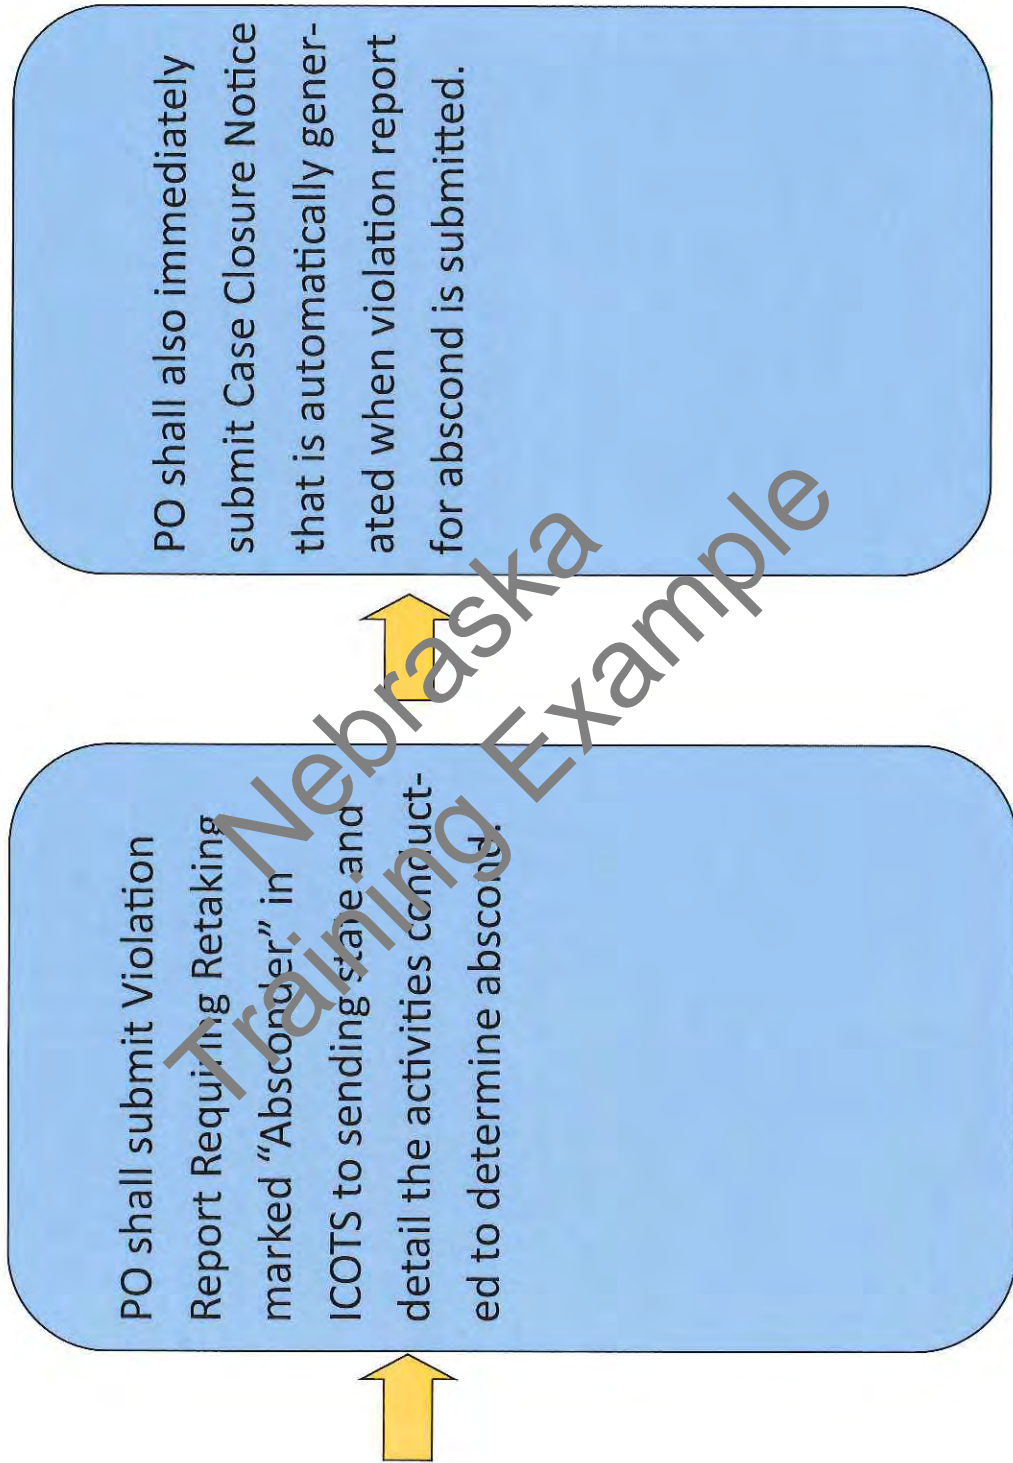 PO shall submit Violation
Report Requiring Retaking
marked “Absconder” in
ICOTS to sending state and
detail the activities conduct-
ed to determine abscond.
PO shall also immediately
submit Case Closure Notice
that is automatically gener-
ated when violation report
for abscond is submitted.
Nebraska
Training Example